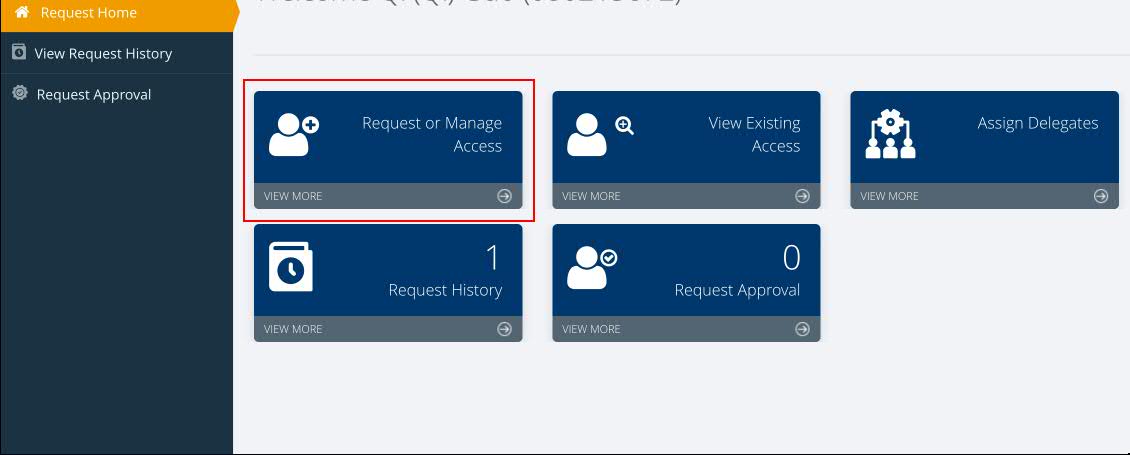 Request Home
View Request History
Request Approval
Request or Manage
Access
VIEW MORE
View Existing
Access
VIEW MORE
Assign Delegates
VIEW MORE
1
Request History
VIEW MORE
0
Request Approval
VIEW MORE